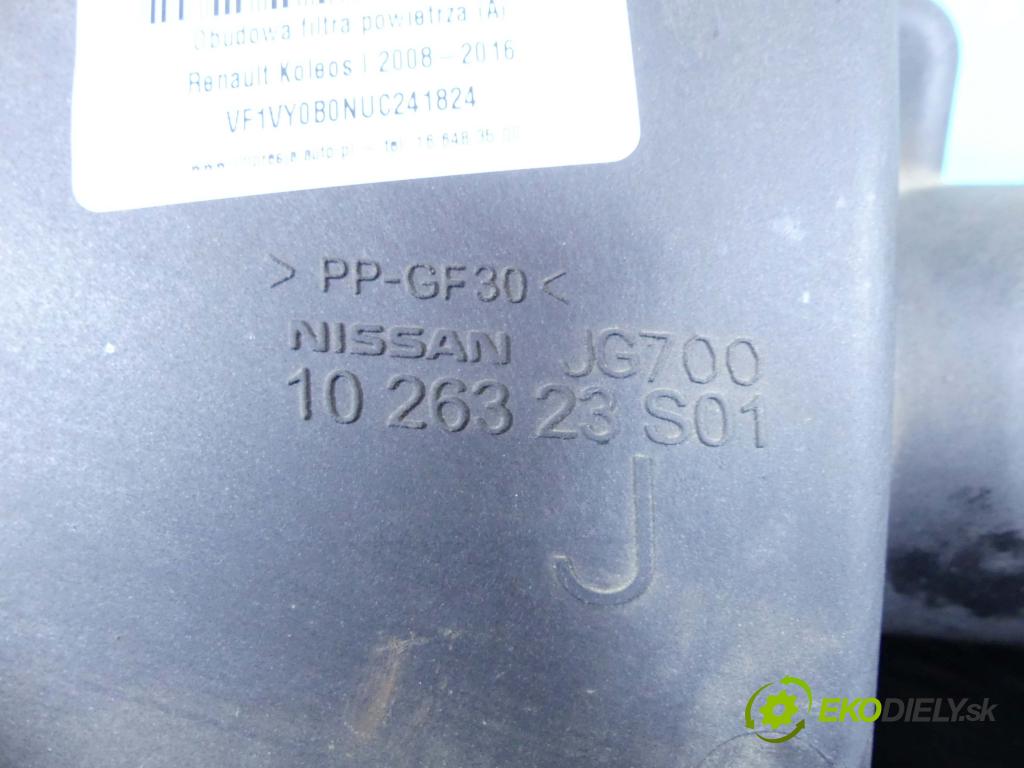 Obudowa filtra powietrza (A)
Renault Koleos I 2008-2016
VF1VY0B0NUC241824
> PP-GF30 <
NISSAN JG700
10 263 23 S01
J
EKODIELY.sk